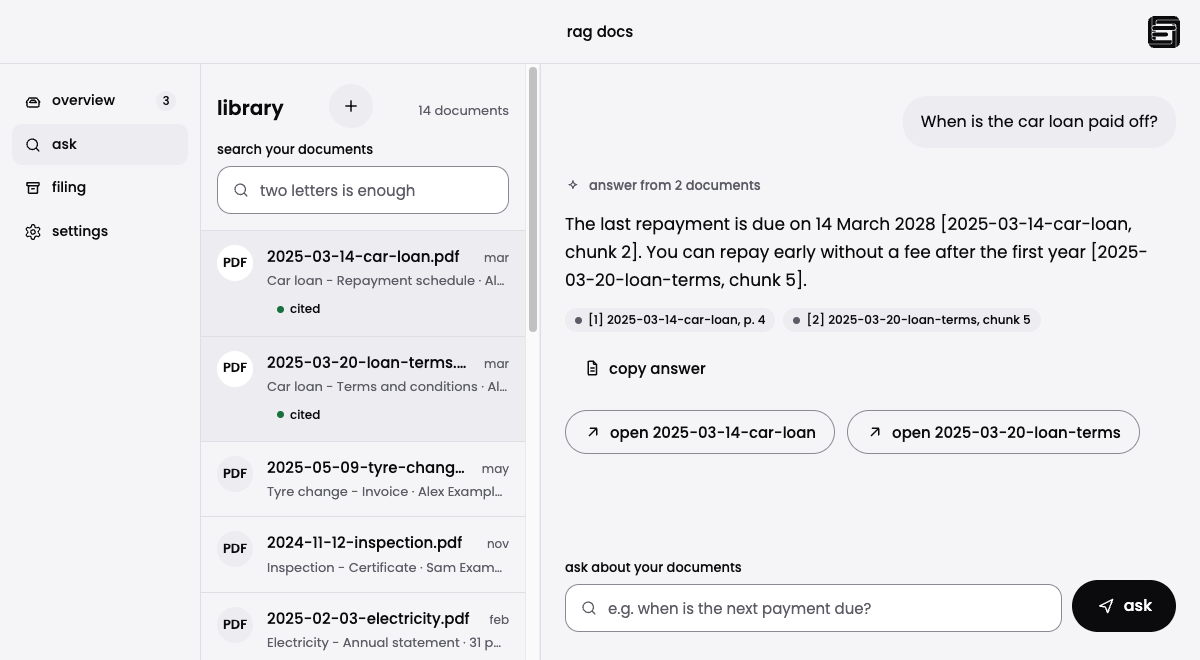 rag docs
overview 3
ask
filing
settings
library
14 documents
search your documents
two letters is enough
PDF
2025-03-14-car-loan.pdf mar
Car loan - Repayment schedule · Al…
cited
PDF
2025-03-20-loan-terms.… mar
Car loan - Terms and conditions · Al…
cited
PDF
2025-05-09-tyre-chang… may
Tyre change - Invoice · Alex Exampl…
PDF
2024-11-12-inspection.pdf nov
Inspection - Certificate · Sam Exam…
PDF
2025-02-03-electricity.pdf feb
Electricity - Annual statement · 31 p…
When is the car loan paid off?
answer from 2 documents
The last repayment is due on 14 March 2028 [2025-03-14-car-loan,
chunk 2]. You can repay early without a fee after the first year [2025-
03-20-loan-terms, chunk 5].
[1] 2025-03-14-car-loan, p. 4 [2] 2025-03-20-loan-terms, chunk 5
copy answer
open 2025-03-14-car-loan open 2025-03-20-loan-terms
ask about your documents
e.g. when is the next payment due?
ask